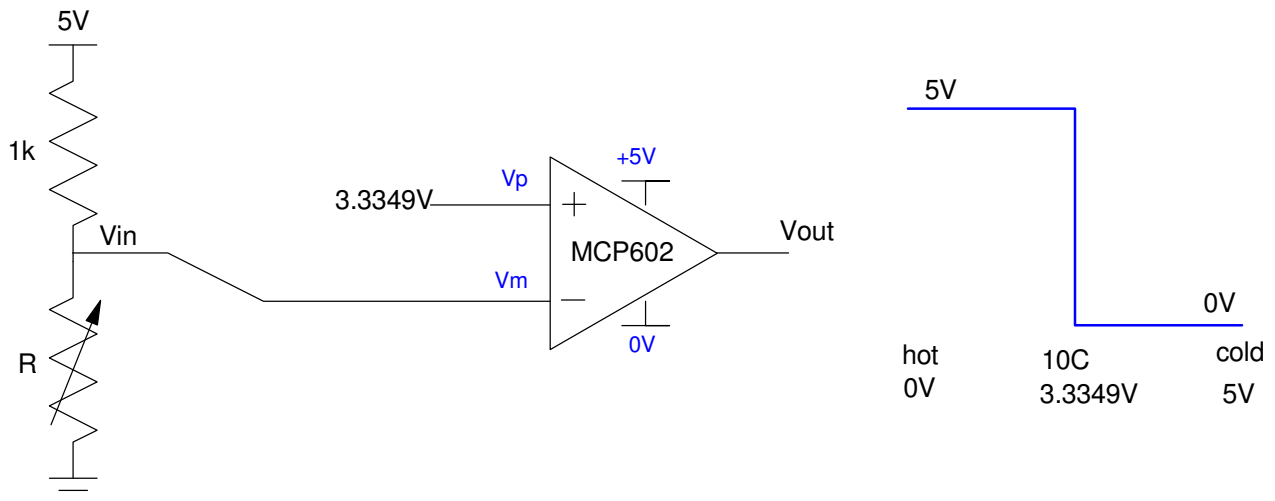 5V
1k
Vin
R
3.3349V
Vp
Vm
+
−
MCP602
+5V
0V
Vout
5V
0V
hot
0V
10C
3.3349V
cold
5V